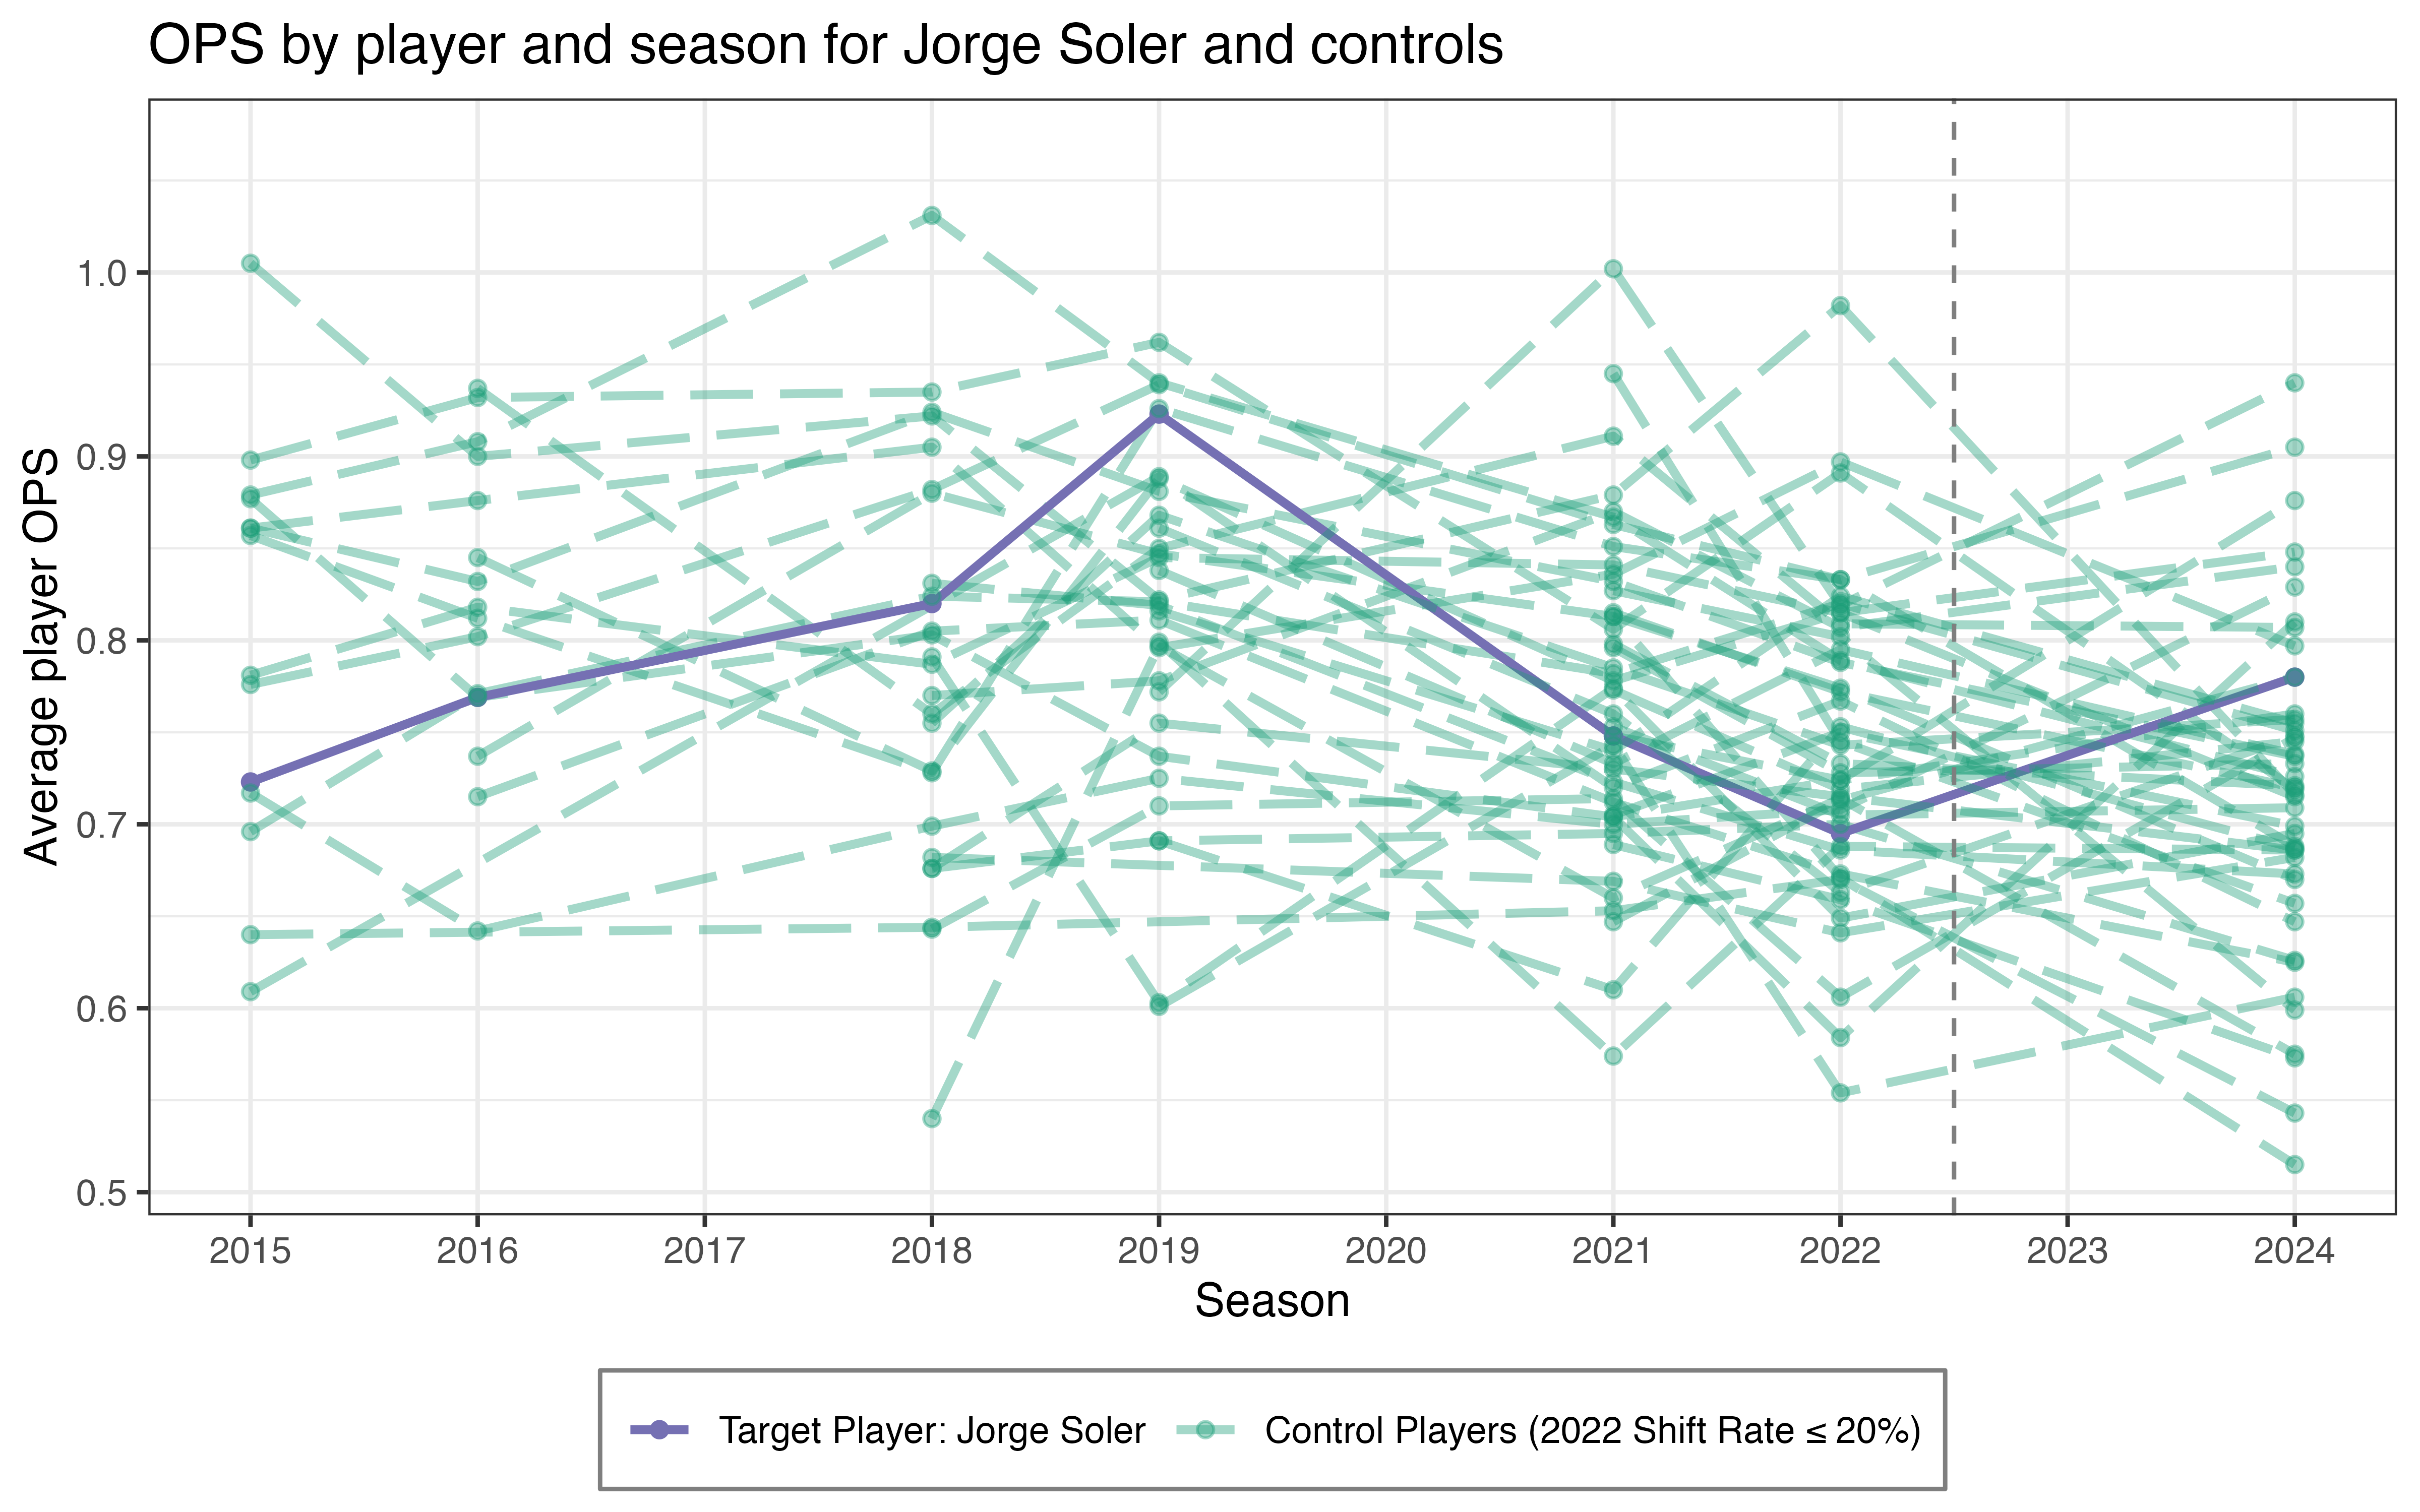 OPS by player and season for Jorge Soler and controls
Average player OPS
1.0
0.9
0.8
0.7
0.6
0.5
2015 2016 2017 2018 2019 2020 2021 2022 2023 2024
Season
Target Player: Jorge Soler Control Players (2022 Shift Rate ≤ 20%)